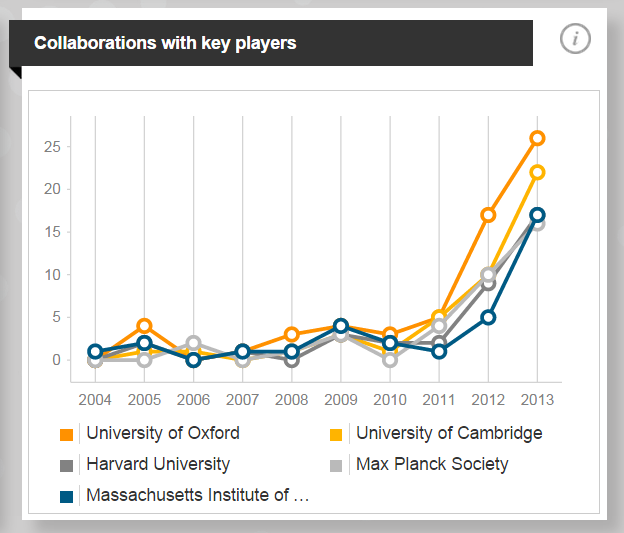 Collaborations with key players
i
25
20
15
10
5
0
2004 2005 2006 2007 2008 2009 2010 2011 2012 2013
University of Oxford University of Cambridge
Harvard University Max Planck Society
Massachusetts Institute of …